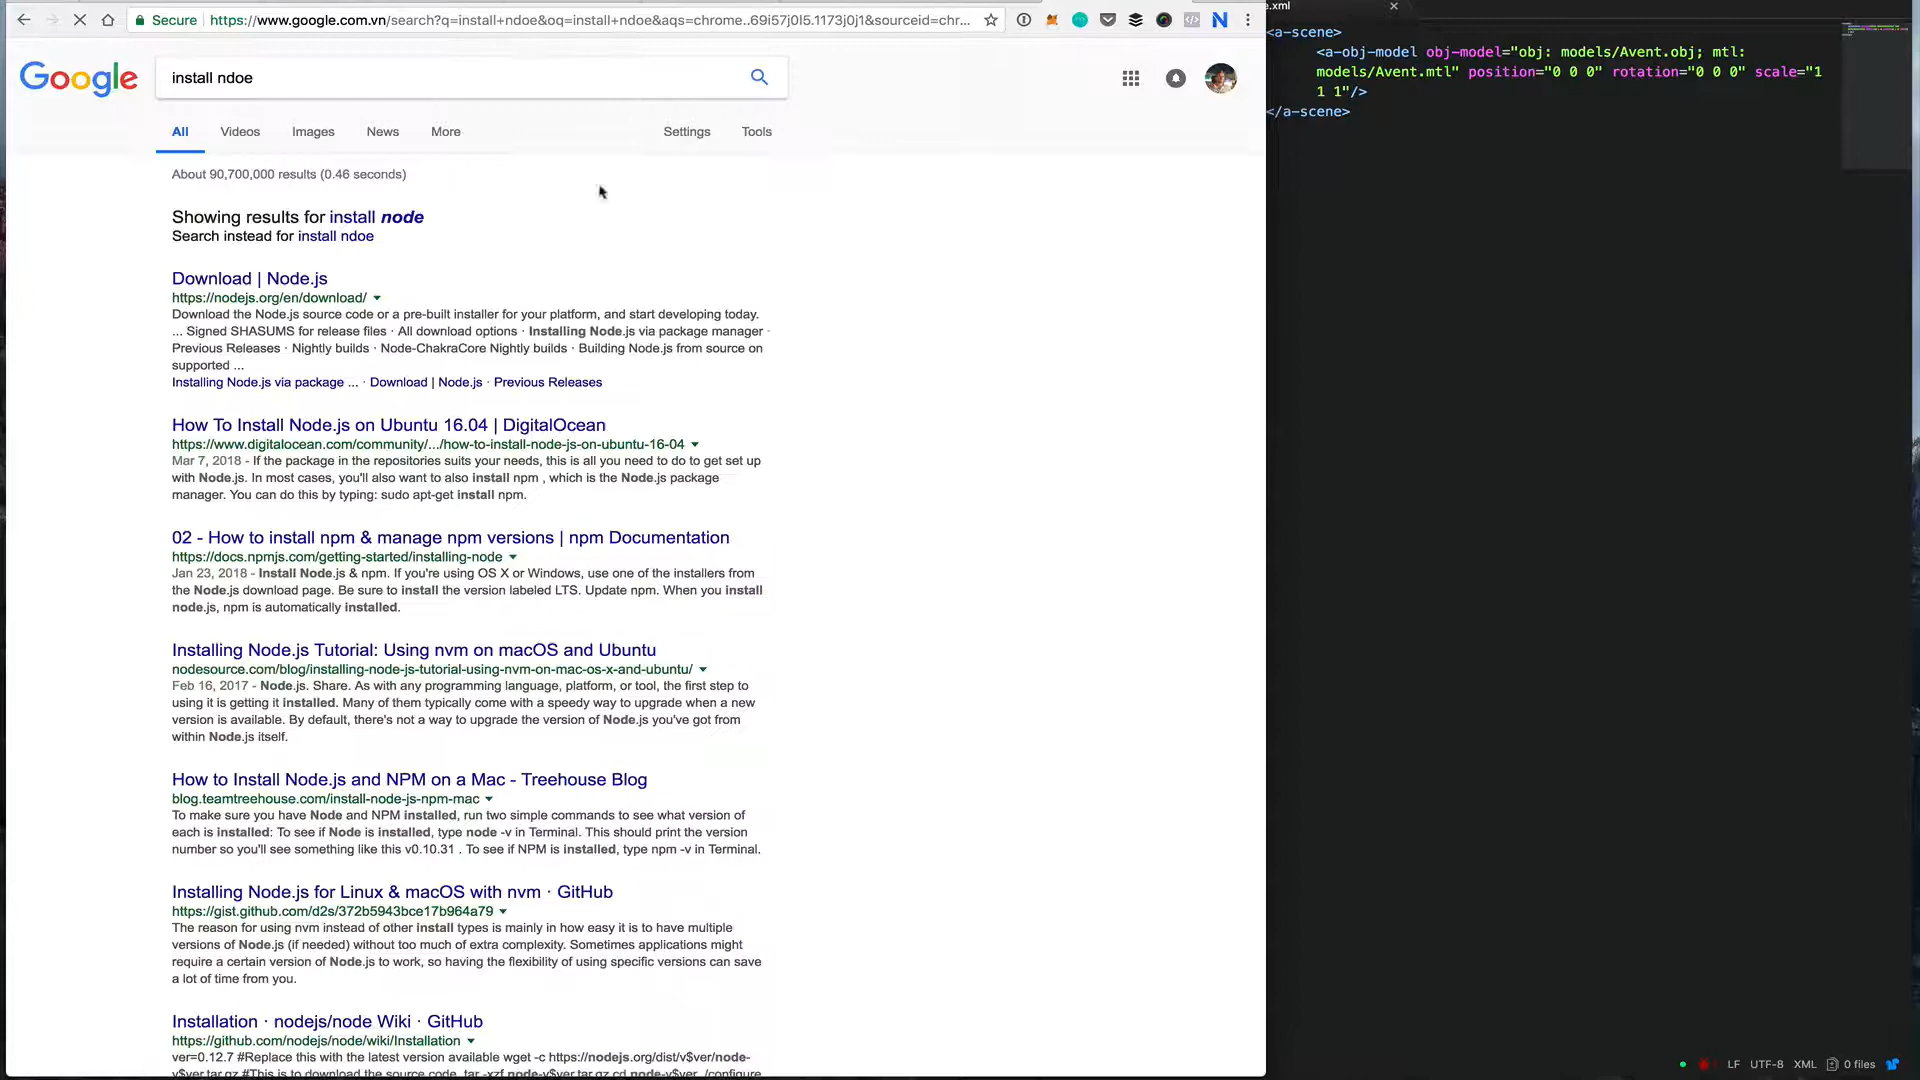 Secure https://www.google.com.vn/search?q=install+ndoe&oq=install+ndoe&aqs=chrome..69i57j0l5.1173j0j1&sourceid=chr...
Google
install ndoe
All Videos Images News More Settings Tools
About 90,700,000 results (0.46 seconds)
Showing results for install node
Search instead for install ndoe
Download | Node.js
https://nodejs.org/en/download/
Download the Node.js source code or a pre-built installer for your platform, and start developing today.
... Signed SHASUMS for release files · All download options · Installing Node.js via package manager ·
Previous Releases · Nightly builds · Node-ChakraCore Nightly builds · Building Node.js from source on
supported ...
Installing Node.js via package ... · Download | Node.js · Previous Releases
How To Install Node.js on Ubuntu 16.04 | DigitalOcean
https://www.digitalocean.com/community/.../how-to-install-node-js-on-ubuntu-16-04
Mar 7, 2018 - If the package in the repositories suits your needs, this is all you need to do to get set up
with Node.js. In most cases, you'll also want to also install npm , which is the Node.js package
manager. You can do this by typing: sudo apt-get install npm.
02 - How to install npm & manage npm versions | npm Documentation
https://docs.npmjs.com/getting-started/installing-node
Jan 23, 2018 - Install Node.js & npm. If you're using OS X or Windows, use one of the installers from
the Node.js download page. Be sure to install the version labeled LTS. Update npm. When you install
node.js, npm is automatically installed.
Installing Node.js Tutorial: Using nvm on macOS and Ubuntu
nodesource.com/blog/installing-node-js-tutorial-using-nvm-on-mac-os-x-and-ubuntu/
Feb 16, 2017 - Node.js. Share. As with any programming language, platform, or tool, the first step to
using it is getting it installed. Many of them typically come with a speedy way to upgrade when a new
version is available. By default, there's not a way to upgrade the version of Node.js you've got from
within Node.js itself.
How to Install Node.js and NPM on a Mac - Treehouse Blog
blog.teamtreehouse.com/install-node-js-npm-mac
To make sure you have Node and NPM installed, run two simple commands to see what version of
each is installed: To see if Node is installed, type node -v in Terminal. This should print the version
number so you'll see something like this v0.10.31 . To see if NPM is installed, type npm -v in Terminal.
Installing Node.js for Linux & macOS with nvm · GitHub
https://gist.github.com/d2s/372b5943bce17b964a79
The reason for using nvm instead of other install types is mainly in how easy it is to have multiple
versions of Node.js (if needed) without too much of extra complexity. Sometimes applications might
require a certain version of Node.js to work, so having the flexibility of using specific versions can save
a lot of time from you.
Installation · nodejs/node Wiki · GitHub
https://github.com/nodejs/node/wiki/Installation
ver=0.12.7 #Replace this with the latest version available wget -c https://nodejs.org/dist/v$ver/node-
v$ver.tar.gz #This is to download the source code. tar -xzf node-v$ver.tar.gz cd node-v$ver ./configure
e.xml
<a-scene>
<a-obj-model obj-model="obj: models/Avent.obj; mtl:
models/Avent.mtl" position="0 0 0" rotation="0 0 0" scale="1
1 1"/>
</a-scene>
LF UTF-8 XML 0 files